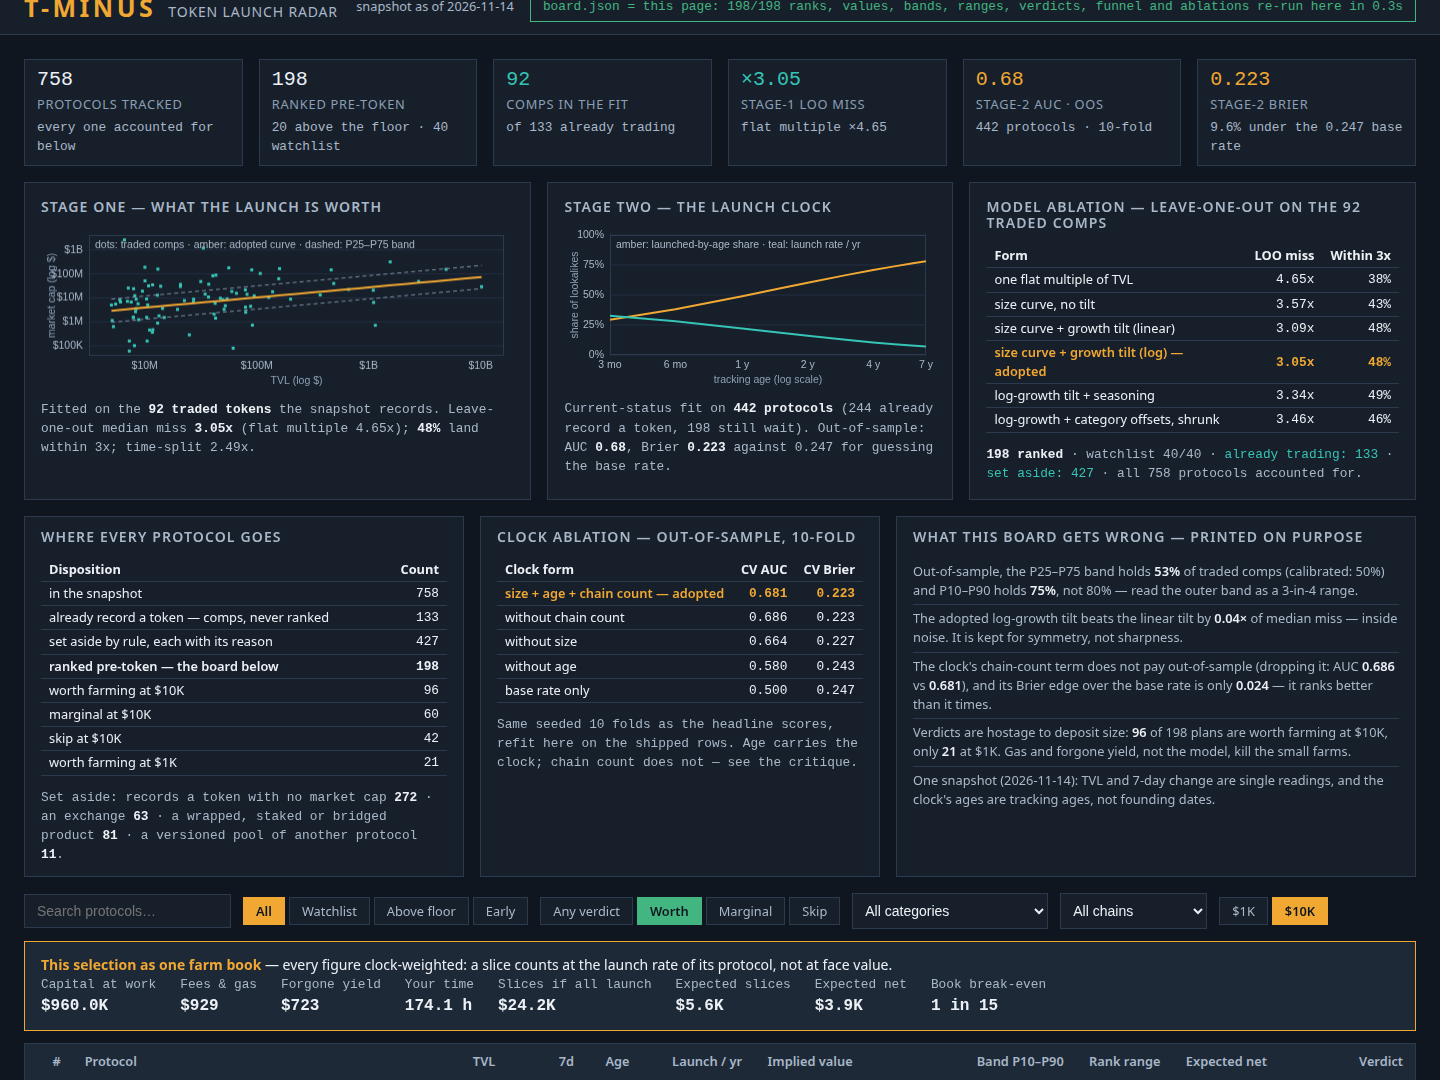 T-MINUS TOKEN LAUNCH RADAR snapshot as of 2026-11-14 board.json = this page: 198/198 ranks, values, bands, ranges, verdicts, funnel and ablations re-run here in 0.3s
758
PROTOCOLS TRACKED
every one accounted for
below
198
RANKED PRE-TOKEN
20 above the floor · 40
watchlist
92
COMPS IN THE FIT
of 133 already trading
×3.05
STAGE-1 LOO MISS
flat multiple ×4.65
0.68
STAGE-2 AUC · OOS
442 protocols · 10-fold
0.223
STAGE-2 BRIER
9.6% under the 0.247 base
rate
STAGE ONE — WHAT THE LAUNCH IS WORTH
dots: traded comps · amber: adopted curve · dashed: P25–P75 band
market cap (log $)
$1B
$100M
$10M
$1M
$100K
$10M $100M $1B $10B
TVL (log $)
Fitted on the 92 traded tokens the snapshot records. Leave-
one-out median miss 3.05x (flat multiple 4.65x); 48% land
within 3x; time-split 2.49x.
STAGE TWO — THE LAUNCH CLOCK
amber: launched-by-age share · teal: launch rate / yr
share of lookalikes
100%
75%
50%
25%
0%
3 mo 6 mo 1 y 2 y 4 y 7 y
tracking age (log scale)
Current-status fit on 442 protocols (244 already
record a token, 198 still wait). Out-of-sample:
AUC 0.68, Brier 0.223 against 0.247 for guessing
the base rate.
MODEL ABLATION — LEAVE-ONE-OUT ON THE 92
TRADED COMPS
Form LOO miss Within 3x
one flat multiple of TVL 4.65x 38%
size curve, no tilt 3.57x 43%
size curve + growth tilt (linear) 3.09x 48%
size curve + growth tilt (log) —
adopted 3.05x 48%
log-growth tilt + seasoning 3.34x 49%
log-growth + category offsets, shrunk 3.46x 46%
198 ranked · watchlist 40/40 · already trading: 133 ·
set aside: 427 · all 758 protocols accounted for.
WHERE EVERY PROTOCOL GOES
Disposition Count
in the snapshot 758
already record a token — comps, never ranked 133
set aside by rule, each with its reason 427
ranked pre-token — the board below 198
worth farming at $10K 96
marginal at $10K 60
skip at $10K 42
worth farming at $1K 21
Set aside: records a token with no market cap 272 ·
an exchange 63 · a wrapped, staked or bridged
product 81 · a versioned pool of another protocol
11.
CLOCK ABLATION — OUT-OF-SAMPLE, 10-FOLD
Clock form CV AUC CV Brier
size + age + chain count — adopted 0.681 0.223
without chain count 0.686 0.223
without size 0.664 0.227
without age 0.580 0.243
base rate only 0.500 0.247
Same seeded 10 folds as the headline scores,
refit here on the shipped rows. Age carries the
clock; chain count does not — see the critique.
WHAT THIS BOARD GETS WRONG — PRINTED ON PURPOSE
Out-of-sample, the P25–P75 band holds 53% of traded comps (calibrated: 50%)
and P10–P90 holds 75%, not 80% — read the outer band as a 3-in-4 range.
The adopted log-growth tilt beats the linear tilt by 0.04× of median miss — inside
noise. It is kept for symmetry, not sharpness.
The clock's chain-count term does not pay out-of-sample (dropping it: AUC 0.686
vs 0.681), and its Brier edge over the base rate is only 0.024 — it ranks better
than it times.
Verdicts are hostage to deposit size: 96 of 198 plans are worth farming at $10K,
only 21 at $1K. Gas and forgone yield, not the model, kill the small farms.
One snapshot (2026-11-14): TVL and 7-day change are single readings, and the
clock's ages are tracking ages, not founding dates.
Search protocols… All Watchlist Above floor Early Any verdict Worth Marginal Skip All categories All chains $1K $10K
This selection as one farm book — every figure clock-weighted: a slice counts at the launch rate of its protocol, not at face value.
Capital at work Fees & gas Forgone yield Your time Slices if all launch Expected slices Expected net Book break-even
$960.0K $929 $723 174.1 h $24.2K $5.6K $3.9K 1 in 15
# Protocol TVL 7d Age Launch / yr Implied value Band P10–P90 Rank range Expected net Verdict